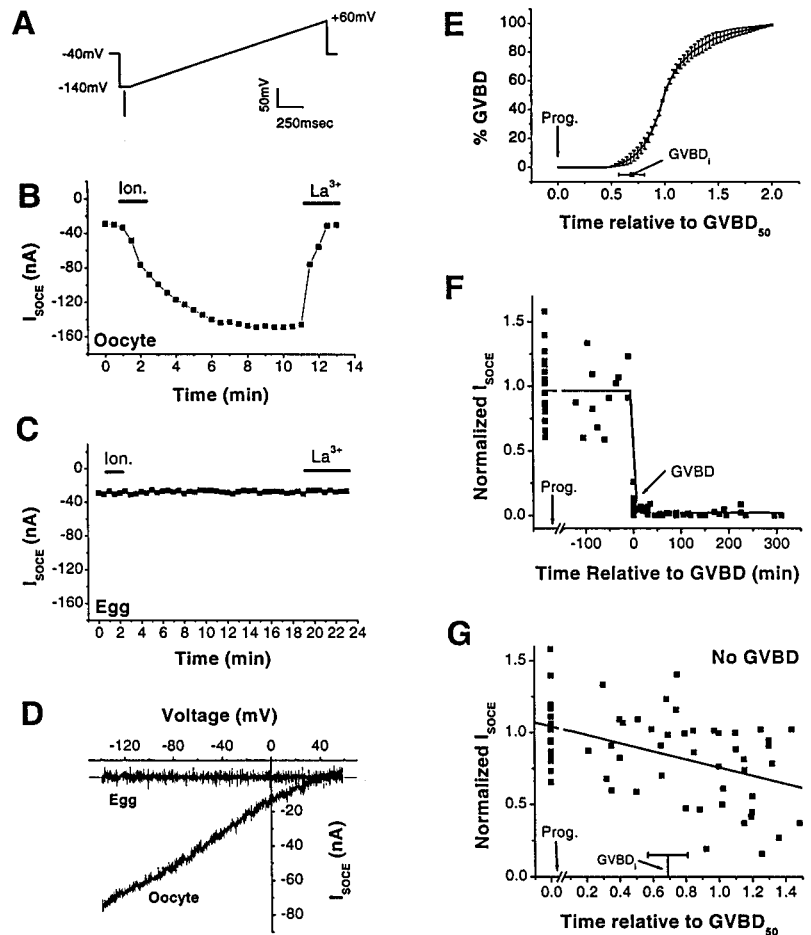 A
+60mV
-40mV
-140mV
50mV
250msec
B
Ion.
La³⁺
0
-40
-80
-120
-160
I_SOCE (nA)
Oocyte
0 2 4 6 8 10 12 14
Time (min)
C
Ion.
La³⁺
0
-40
-80
-120
-160
I_SOCE (nA)
Egg
0 2 4 6 8 10 12 14 16 18 20 22 24
Time (min)
D
Voltage (mV)
-120 -80 -40 0 40
Egg
Oocyte
-20
-40
-60
-80
I_SOCE (nA)
E
100
80
60
40
20
0
% GVBD
Prog.
GVBD_i
0.0 0.5 1.0 1.5 2.0
Time relative to GVBD₅₀
F
1.5
1.0
0.5
0.0
Normalized I_SOCE
GVBD
Prog.
-100 0 100 200 300
Time Relative to GVBD (min)
G
No GVBD
1.5
1.0
0.5
0.0
Normalized I_SOCE
Prog.
GVBD_i
0.0 0.2 0.4 0.6 0.8 1.0 1.2 1.4
Time relative to GVBD₅₀